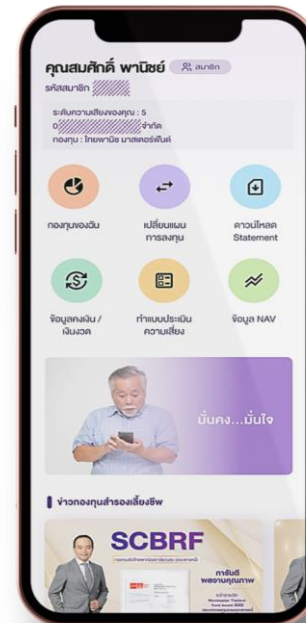 คุณสมศักดิ์ พานิชย์ สมาชิก
รหัสสมาชิก
ระดับความเสี่ยงของคุณ : 5
จำกัด
กองทุน : ไทยพานิช มาสเตอร์ฟันด์
กองทุนของฉัน
เปลี่ยนแผน
การลงทุน
ดาวน์โหลด
Statement
ข้อมูลคงเงิน /
เงินงวด
ทำแบบประเมิน
ความเสี่ยง
ข้อมูล NAV
มั่นคง...มั่นใจ
ข่าวกองทุนสำรองเลี้ยงชีพ
SCBRF
การันตี
ผลงานคุณภาพ